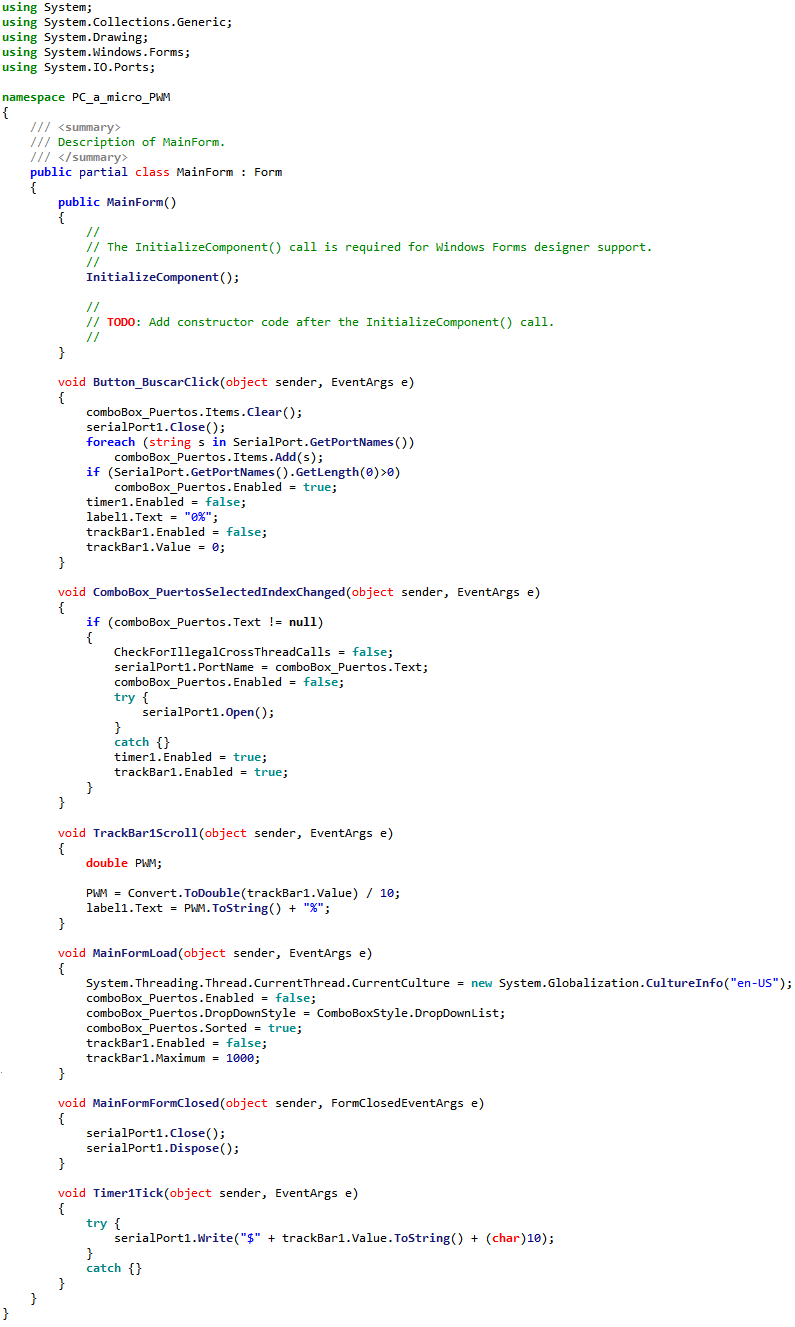 using System;
using System.Collections.Generic;
using System.Drawing;
using System.Windows.Forms;
using System.IO.Ports;

namespace PC_a_micro_PWM
{
    /// <summary>
    /// Description of MainForm.
    /// </summary>
    public partial class MainForm : Form
    {
        public MainForm()
        {
            //
            // The InitializeComponent() call is required for Windows Forms designer support.
            //
            InitializeComponent();

            //
            // TODO: Add constructor code after the InitializeComponent() call.
            //
        }

        void Button_BuscarClick(object sender, EventArgs e)
        {
            comboBox_Puertos.Items.Clear();
            serialPort1.Close();
            foreach (string s in SerialPort.GetPortNames())
                comboBox_Puertos.Items.Add(s);
            if (SerialPort.GetPortNames().GetLength(0)>0)
                comboBox_Puertos.Enabled = true;
            timer1.Enabled = false;
            label1.Text = "0%";
            trackBar1.Enabled = false;
            trackBar1.Value = 0;
        }

        void ComboBox_PuertosSelectedIndexChanged(object sender, EventArgs e)
        {
            if (comboBox_Puertos.Text != null)
            {
                CheckForIllegalCrossThreadCalls = false;
                serialPort1.PortName = comboBox_Puertos.Text;
                comboBox_Puertos.Enabled = false;
                try {
                    serialPort1.Open();
                }
                catch {}
                timer1.Enabled = true;
                trackBar1.Enabled = true;
            }
        }

        void TrackBar1Scroll(object sender, EventArgs e)
        {
            double PWM;

            PWM = Convert.ToDouble(trackBar1.Value) / 10;
            label1.Text = PWM.ToString() + "%";
        }

        void MainFormLoad(object sender, EventArgs e)
        {
            System.Threading.Thread.CurrentThread.CurrentCulture = new System.Globalization.CultureInfo("en-US");
            comboBox_Puertos.Enabled = false;
            comboBox_Puertos.DropDownStyle = ComboBoxStyle.DropDownList;
            comboBox_Puertos.Sorted = true;
            trackBar1.Enabled = false;
            trackBar1.Maximum = 1000;
        }

        void MainFormFormClosed(object sender, FormClosedEventArgs e)
        {
            serialPort1.Close();
            serialPort1.Dispose();
        }

        void Timer1Tick(object sender, EventArgs e)
        {
            try {
                serialPort1.Write("$" + trackBar1.Value.ToString() + (char)10);
            }
            catch {}
        }
    }
}